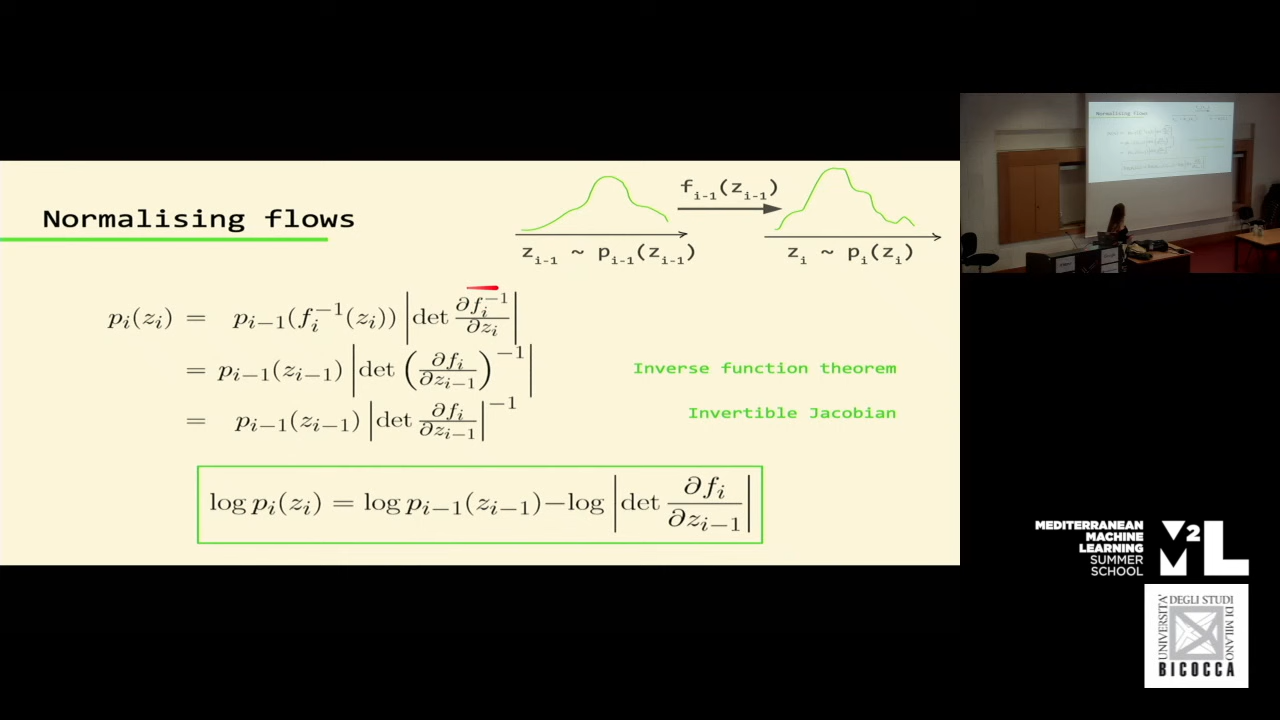 Normalising flows
f_{i-1}(z_{i-1})
z_{i-1} ~ p_{i-1}(z_{i-1})
z_i ~ p_i(z_i)
p_i(z_i) = p_{i-1}(f_i^{-1}(z_i)) |det ∂f_i^{-1}/∂z_i|
= p_{i-1}(z_{i-1}) |det (∂f_i/∂z_{i-1})^{-1}|
Inverse function theorem
= p_{i-1}(z_{i-1}) |det ∂f_i/∂z_{i-1}|^{-1}
Invertible Jacobian
log p_i(z_i) = log p_{i-1}(z_{i-1}) − log |det ∂f_i/∂z_{i-1}|
Normalising flows
MEDITERRANEAN
MACHINE
LEARNING
SUMMER
SCHOOL
M2L
UNIVERSITÀ
DEGLI STUDI
DI MILANO
BICOCCA